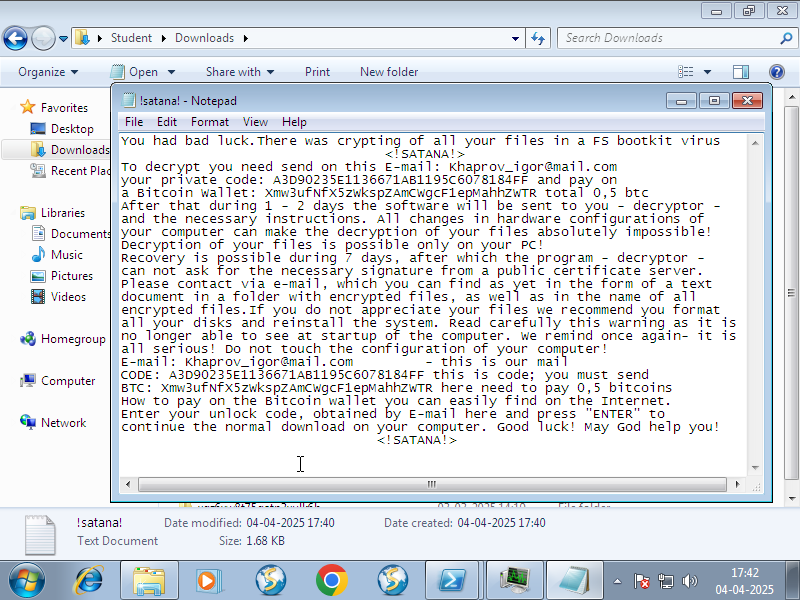 Student
Downloads
Search Downloads
Organize
Open
Share with
Print
New folder
!satana! - Notepad
File Edit Format View Help
Favorites
Desktop
Downloads
Recent Plac
Libraries
Documents
Music
Pictures
Videos
Homegroup
Computer
Network
You had bad luck.There was crypting of all your files in a FS bootkit virus
<!SATANA!>
To decrypt you need send on this E-mail: Khaprov_igor@mail.com
your private code: A3D90235E1136671AB1195C6078184FF and pay on
a Bitcoin Wallet: Xmw3ufNfX5zWkspZAmCWgcF1epMahhZWTR total 0,5 btc
After that during 1 - 2 days the software will be sent to you - decryptor -
and the necessary instructions. All changes in hardware configurations of
your computer can make the decryption of your files absolutely impossible!
Decryption of your files is possible only on your PC!
Recovery is possible during 7 days, after which the program - decryptor -
can not ask for the necessary signature from a public certificate server.
Please contact via e-mail, which you can find as yet in the form of a text
document in a folder with encrypted files, as well as in the name of all
encrypted files.If you do not appreciate your files we recommend you format
all your disks and reinstall the system. Read carefully this warning as it is
no longer able to see at startup of the computer. We remind once again- it is
all serious! Do not touch the configuration of your computer!
E-mail: Khaprov_igor@mail.com - this is our mail
CODE: A3D90235E1136671AB1195C6078184FF this is code; you must send
BTC: Xmw3ufNfX5zWkspZAmCWgcF1epMahhZWTR here need to pay 0,5 bitcoins
How to pay on the Bitcoin wallet you can easily find on the Internet.
Enter your unlock code, obtained by E-mail here and press "ENTER" to
continue the normal download on your computer. Good luck! May God help you!
<!SATANA!>
!satana!
Date modified: 04-04-2025 17:40
Date created: 04-04-2025 17:40
Text Document
Size: 1.68 KB
17:42
04-04-2025